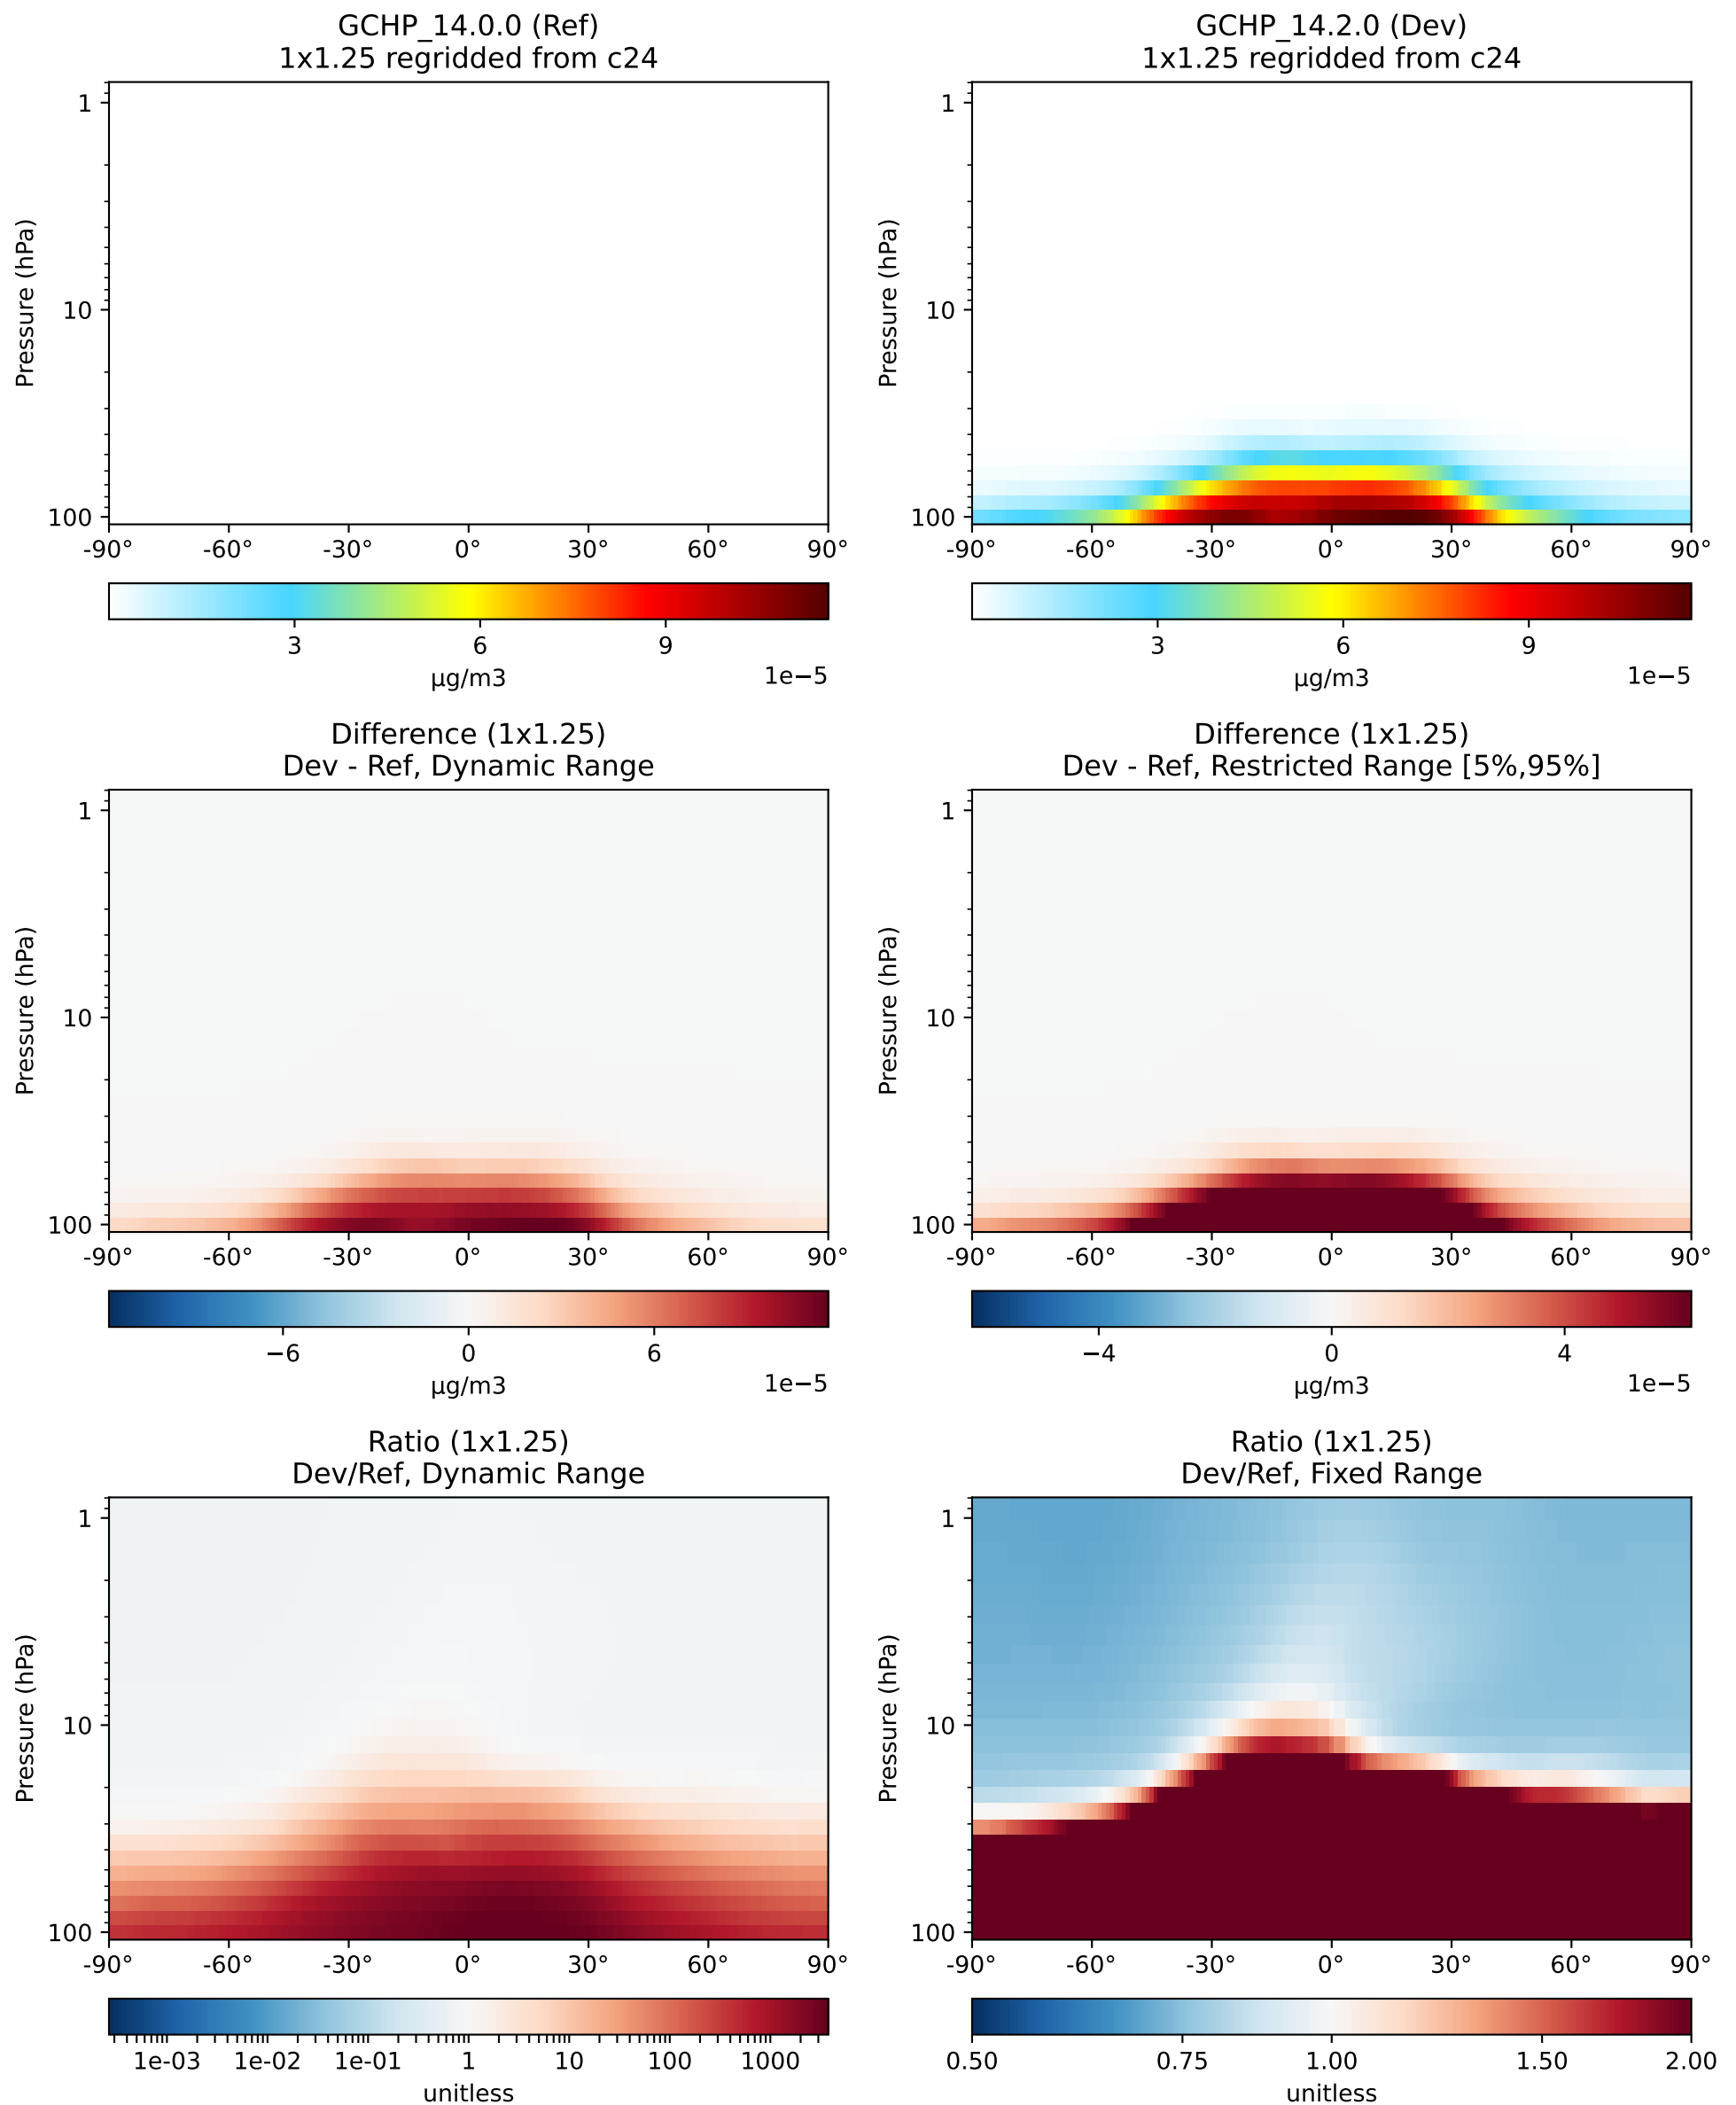 GCHP_14.0.0 (Ref)
1x1.25 regridded from c24
Pressure (hPa)
1
10
100
-90° -60° -30° 0° 30° 60° 90°
3 6 9
µg/m3
1e−5
GCHP_14.2.0 (Dev)
1x1.25 regridded from c24
Pressure (hPa)
1
10
100
-90° -60° -30° 0° 30° 60° 90°
3 6 9
µg/m3
1e−5
Difference (1x1.25)
Dev - Ref, Dynamic Range
Pressure (hPa)
1
10
100
-90° -60° -30° 0° 30° 60° 90°
−6 0 6
µg/m3
1e−5
Difference (1x1.25)
Dev - Ref, Restricted Range [5%,95%]
Pressure (hPa)
1
10
100
-90° -60° -30° 0° 30° 60° 90°
−4 0 4
µg/m3
1e−5
Ratio (1x1.25)
Dev/Ref, Dynamic Range
Pressure (hPa)
1
10
100
-90° -60° -30° 0° 30° 60° 90°
1e-03 1e-02 1e-01 1 10 100 1000
unitless
Ratio (1x1.25)
Dev/Ref, Fixed Range
Pressure (hPa)
1
10
100
-90° -60° -30° 0° 30° 60° 90°
0.50 0.75 1.00 1.50 2.00
unitless